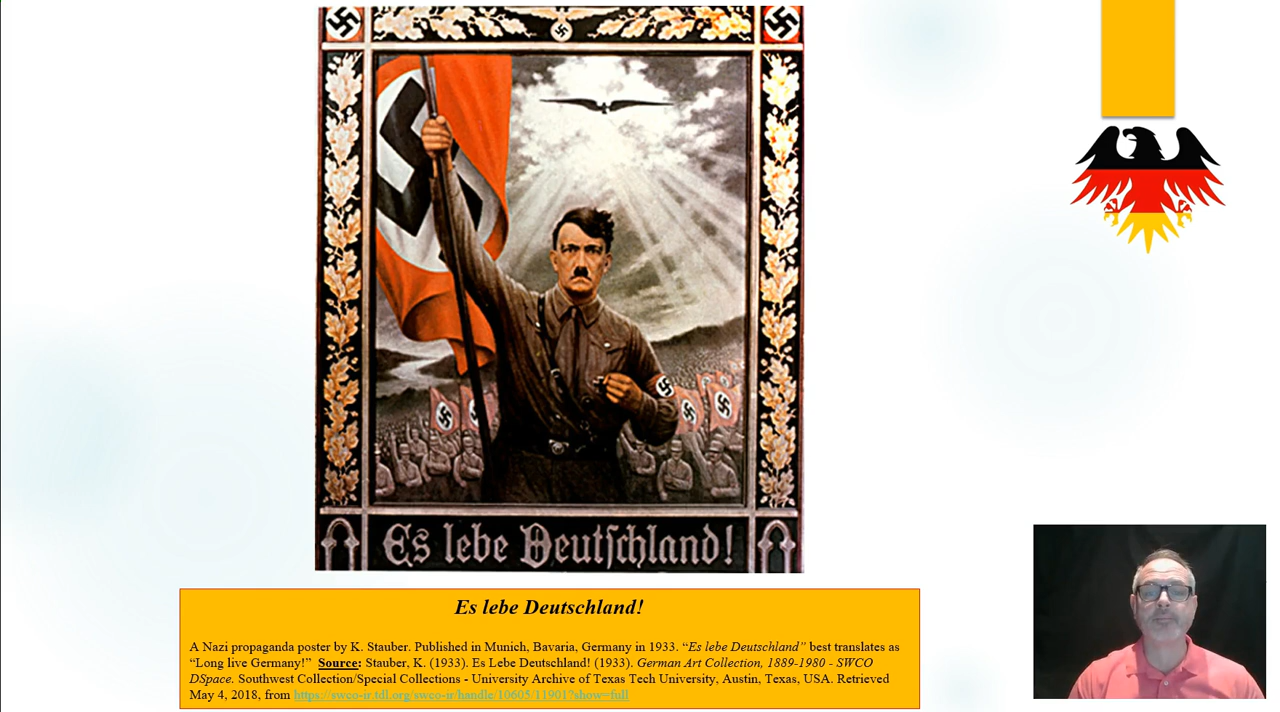 Es lebe Deutſchland!
Es lebe Deutschland!
A Nazi propaganda poster by K. Stauber. Published in Munich, Bavaria, Germany in 1933. “Es lebe Deutschland” best translates as
“Long live Germany!” Source: Stauber, K. (1933). Es Lebe Deutschland! (1933). German Art Collection, 1889-1980 - SWCO
DSpace. Southwest Collection/Special Collections - University Archive of Texas Tech University, Austin, Texas, USA. Retrieved
May 4, 2018, from https://swco-ir.tdl.org/swco-ir/handle/10605/11901?show=full